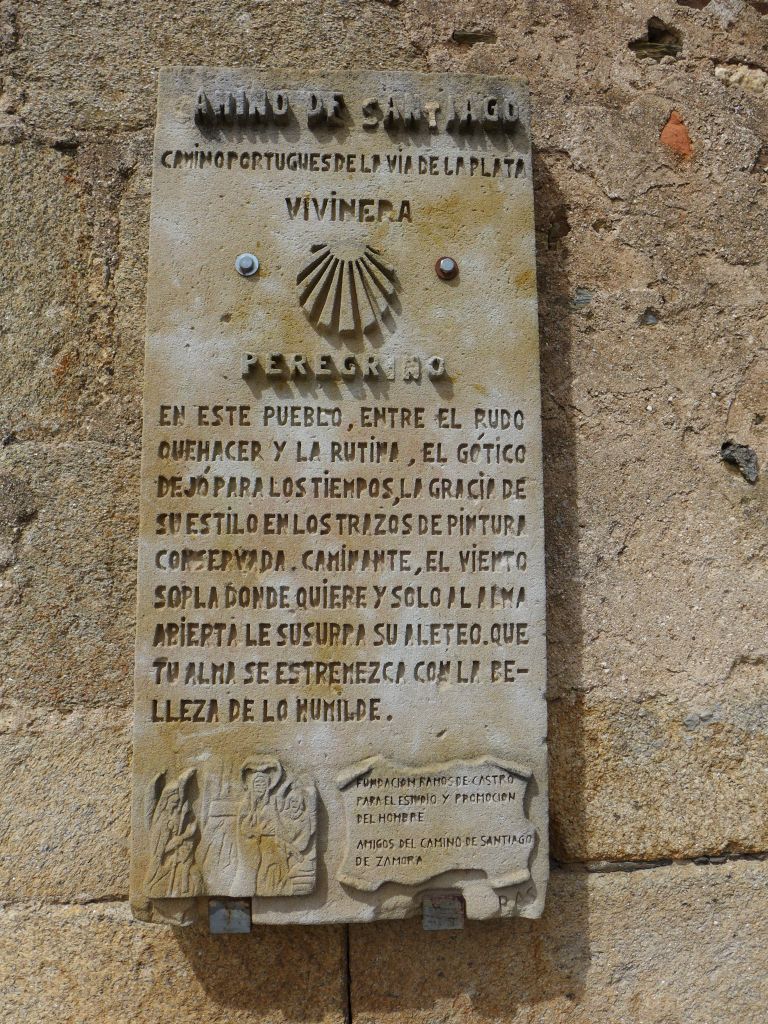 AMINO DE SANTIAGO
CAMINO PORTUGUES DE LA VIA DE LA PLATA
VIVINERA
PEREGRINO
EN ESTE PUEBLO, ENTRE EL RUDO
QUEHACER Y LA RUTINA, EL GÓTICO
DEJÓ PARA LOS TIEMPOS, LA GRACIA DE
SU ESTILO EN LOS TRAZOS DE PINTURA
CONSERVADA. CAMINANTE, EL VIENTO
SOPLA DONDE QUIERE Y SOLO AL ALMA
ABIERTA LE SUSURRA SU ALETEO. QUE
TU ALMA SE ESTREMEZCA CON LA BE-
LLEZA DE LO HUMILDE.
FUNDACION RAMOS DE CASTRO
PARA EL ESTUDIO Y PROMOCION
DEL HOMBRE
AMIGOS DEL CAMINO DE SANTIAGO
DE ZAMORA